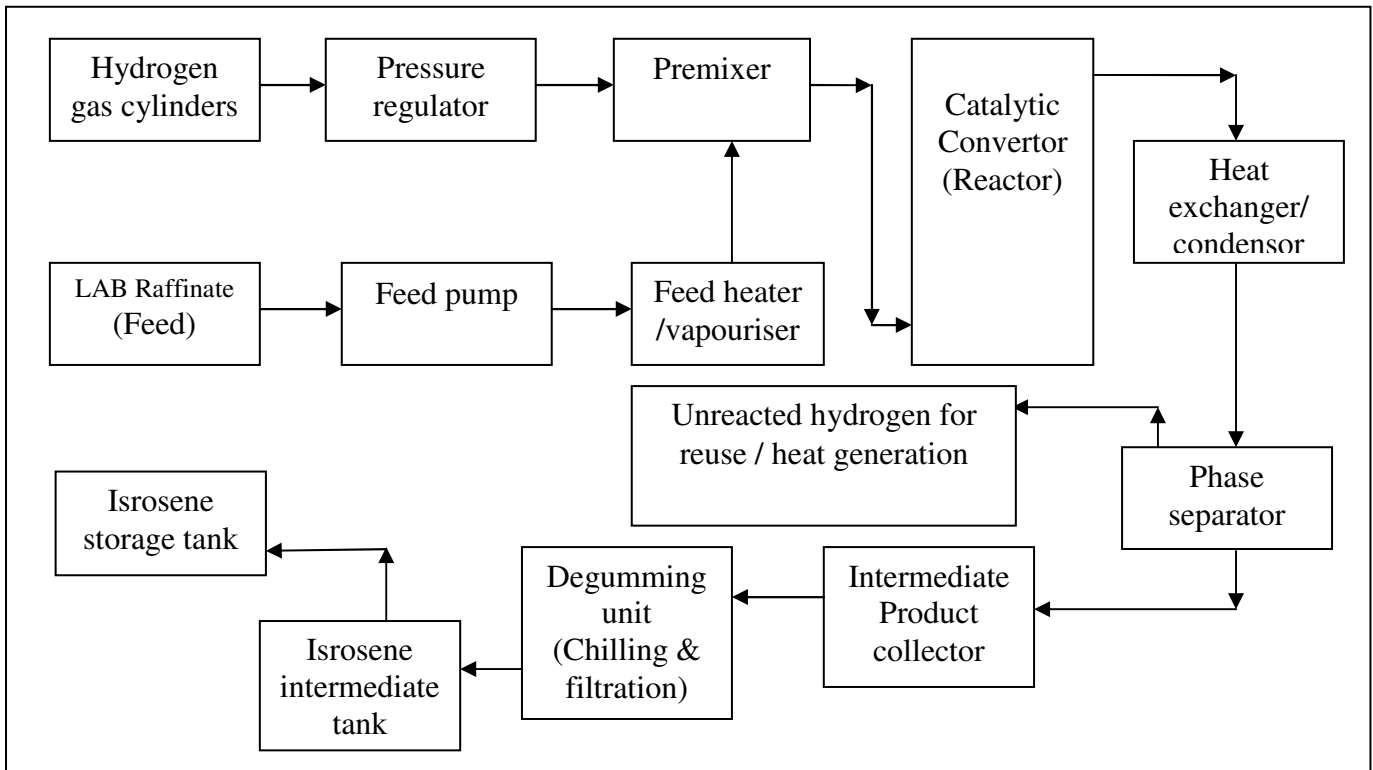 Hydrogen
gas cylinders
Pressure
regulator
Premixer
Catalytic
Convertor
(Reactor)
Heat
exchanger/
condensor
LAB Raffinate
(Feed)
Feed pump
Feed heater
/vapouriser
Unreacted hydrogen for
reuse / heat generation
Phase
separator
Isrosene
storage tank
Degumming
unit
(Chilling &
filtration)
Intermediate
Product
collector
Isrosene
intermediate
tank